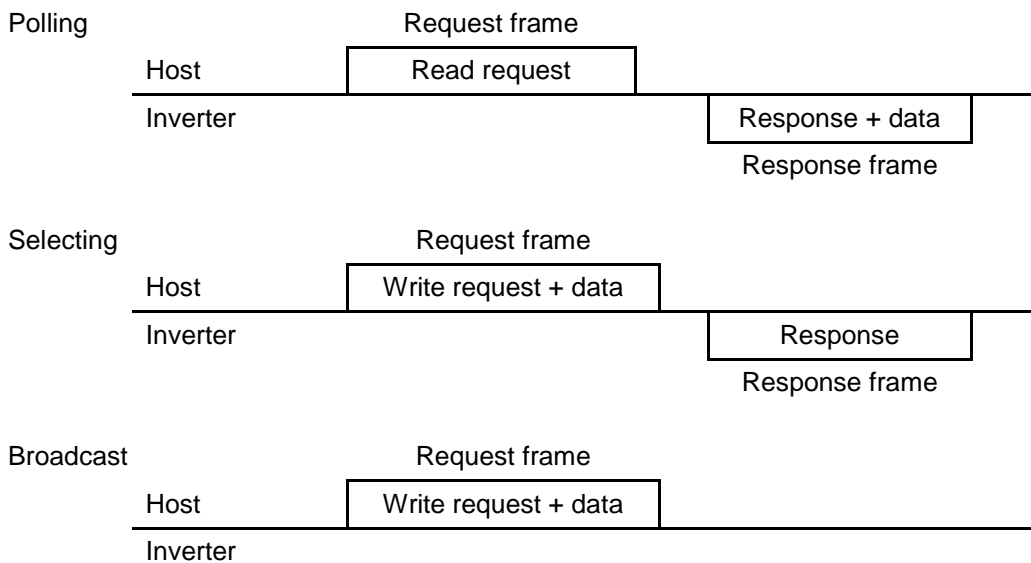 Polling Request frame
Host Read request
Inverter Response + data
Response frame
Selecting Request frame
Host Write request + data
Inverter Response
Response frame
Broadcast Request frame
Host Write request + data
Inverter